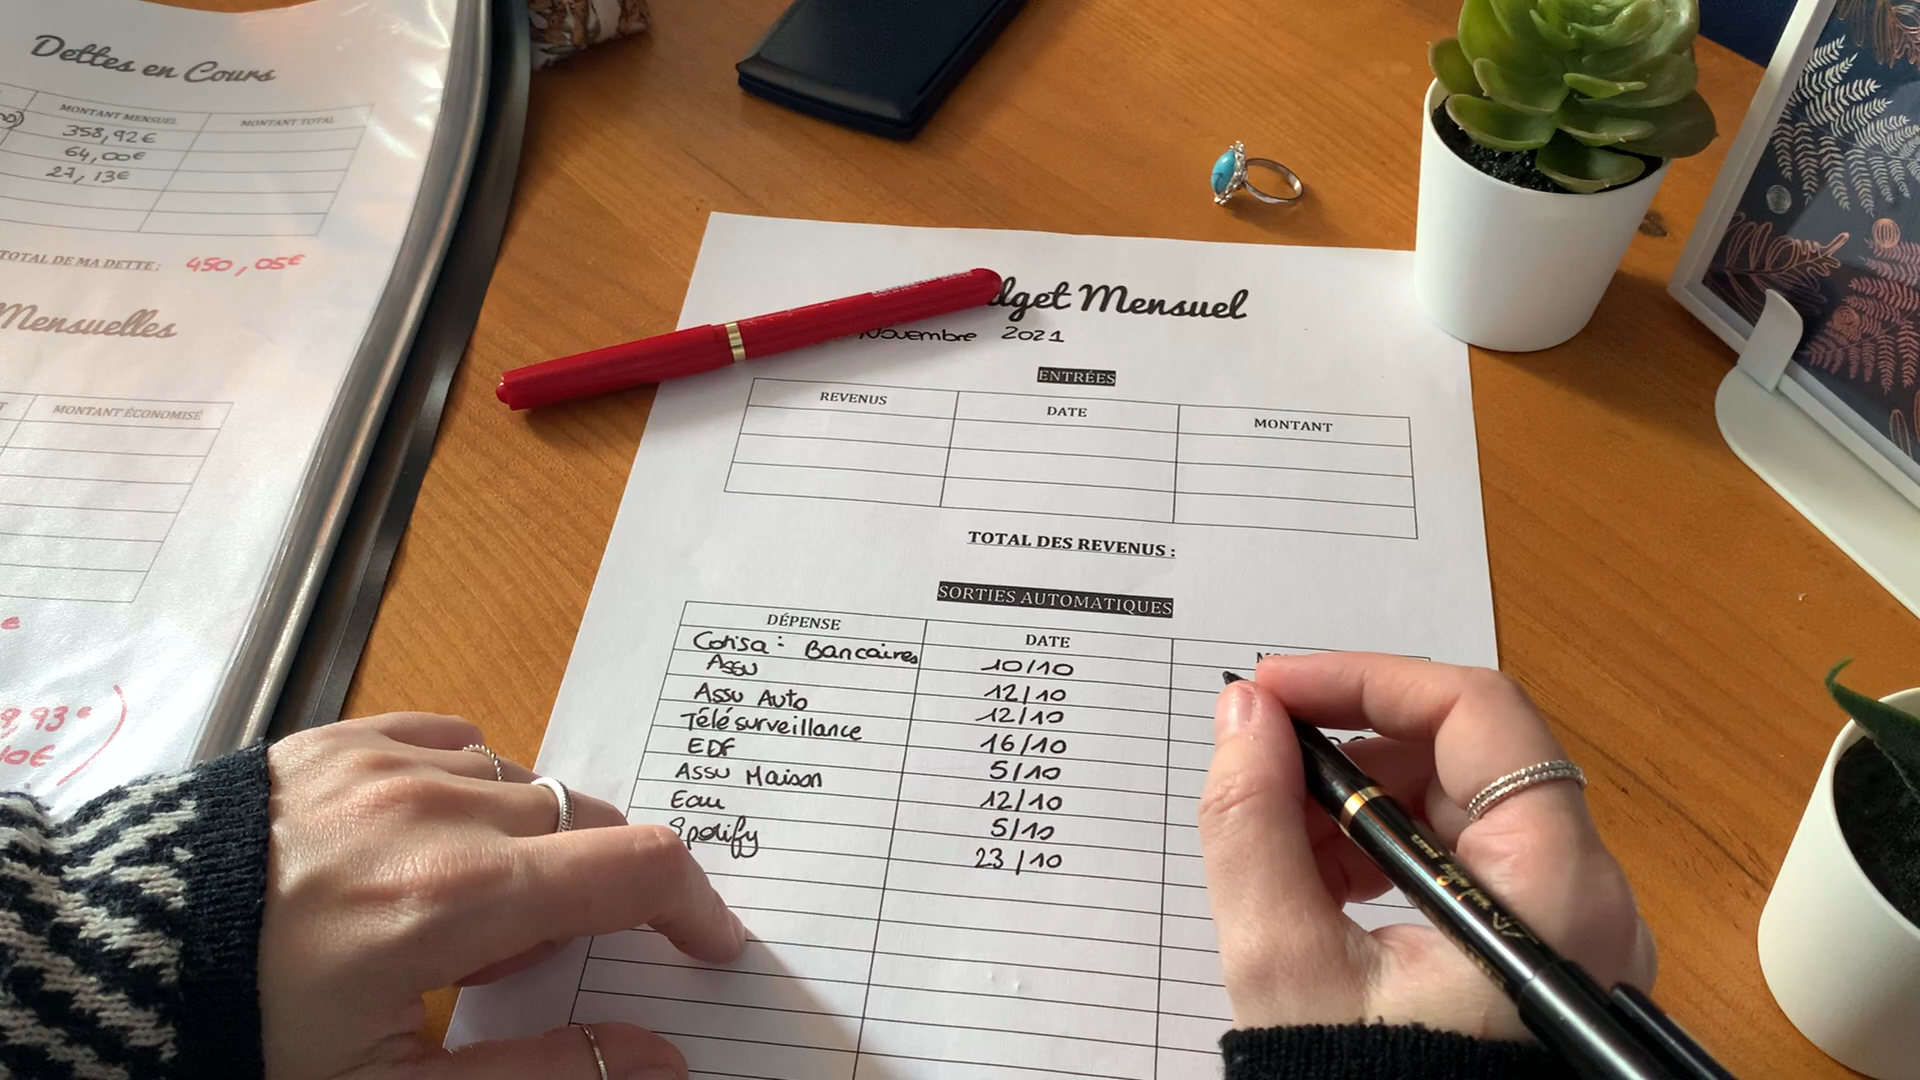 Dettes en Cours
MONTANT MENSUEL MONTANT TOTAL
358,92€
64,00€
27,13€
TOTAL DE MA DETTE : 450,05€
Mensuelles
MONTANT ÉCONOMISÉ
9,93€
10€
Mensuel
Novembre 2021
ENTRÉES
REVENUS DATE MONTANT
TOTAL DES REVENUS :
SORTIES AUTOMATIQUES
DÉPENSE DATE
Cotisa : Bancaires 10/10
Assu 12/10
Assu Auto 12/10
Télésurveillance 16/10
EDF 5/10
Assu Maison 12/10
Eau 5/10
Spotify 23/10